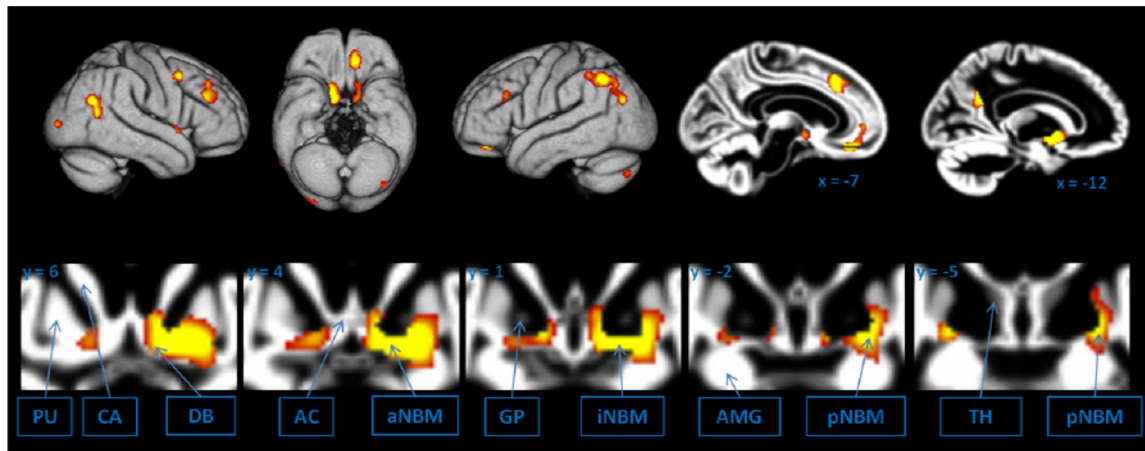 x = -7
x = -12
y = 6
y = 4
y = 1
y = -2
y = -5
PU
CA
DB
AC
aNBM
GP
iNBM
AMG
pNBM
TH
pNBM